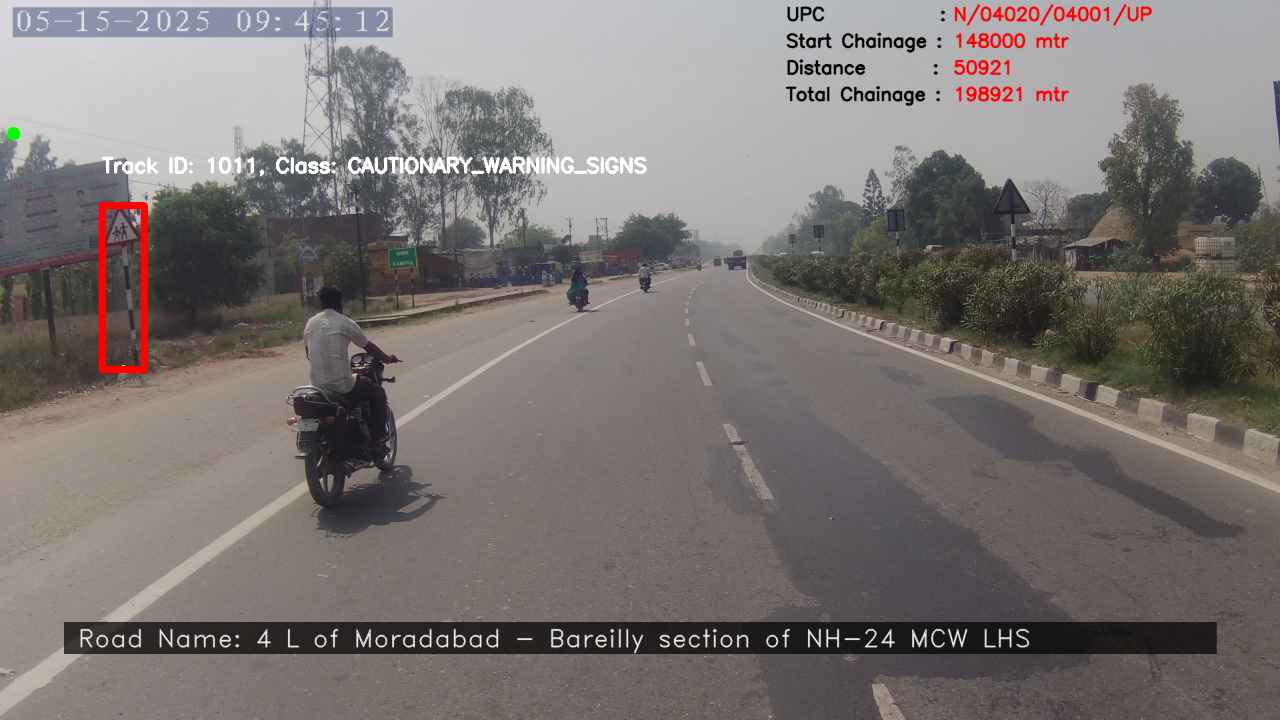 05-15-2025 09:45:12
UPC : N/04020/04001/UP
Start Chainage : 148000 mtr
Distance : 50921
Total Chainage : 198921 mtr
Track ID: 1011, Class: CAUTIONARY_WARNING_SIGNS
Road Name: 4 L of Moradabad - Bareilly section of NH-24 MCW LHS